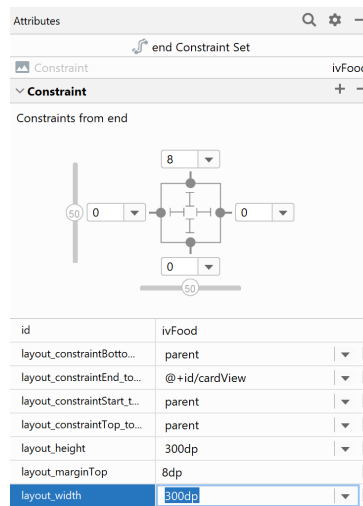 Attributes
end Constraint Set
Constraint ivFood
Constraint
Constraints from end
8
50 0 0
0
50
id ivFood
layout_constraintBotto... parent
layout_constraintEnd_to... @+id/cardView
layout_constraintStart_t... parent
layout_constraintTop_to... parent
layout_height 300dp
layout_marginTop 8dp
layout_width 300dp